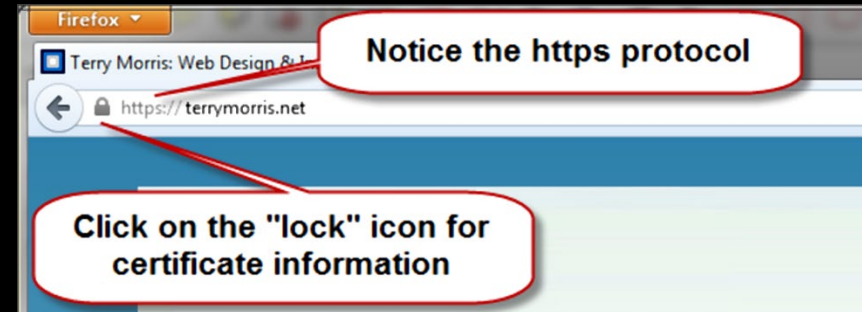 Firefox
Notice the https protocol
Terry Morris: Web Design &
https://terrymorris.net
Click on the "lock" icon for
certificate information